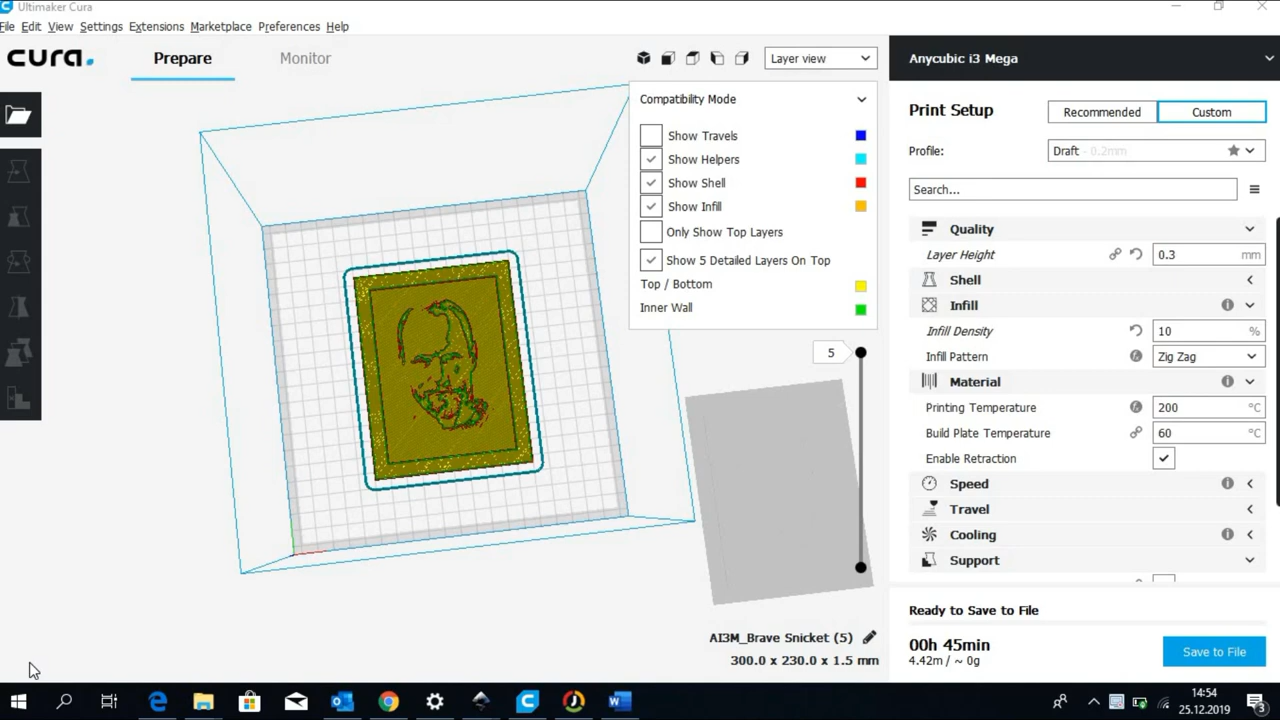 Ultimaker Cura
File Edit View Settings Extensions Marketplace Preferences Help
cura.
Prepare
Monitor
Layer view
Anycubic i3 Mega
Compatibility Mode
Show Travels
Show Helpers
Show Shell
Show Infill
Only Show Top Layers
Show 5 Detailed Layers On Top
Top / Bottom
Inner Wall
5
Print Setup
Recommended
Custom
Profile:
Draft - 0.2mm
Search...
Quality
Layer Height
0.3 mm
Shell
Infill
Infill Density
10 %
Infill Pattern
Zig Zag
Material
Printing Temperature
200 °C
Build Plate Temperature
60 °C
Enable Retraction
Speed
Travel
Cooling
Support
AI3M_Brave Snicket (5)
300.0 x 230.0 x 1.5 mm
Ready to Save to File
00h 45min
4.42m / ~ 0g
Save to File
14:54
25.12.2019
3